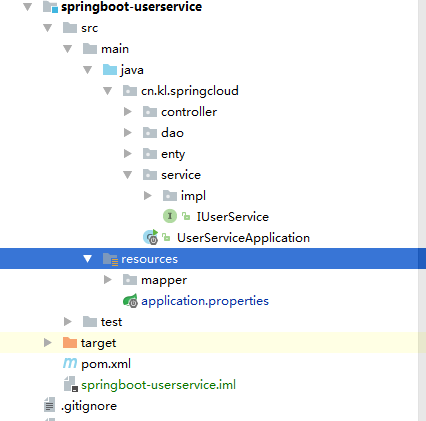 springboot-userservice
src
main
java
cn.kl.springcloud
controller
dao
enty
service
impl
IUserService
UserServiceApplication
resources
mapper
application.properties
test
target
pom.xml
springboot-userservice.iml
.gitignore